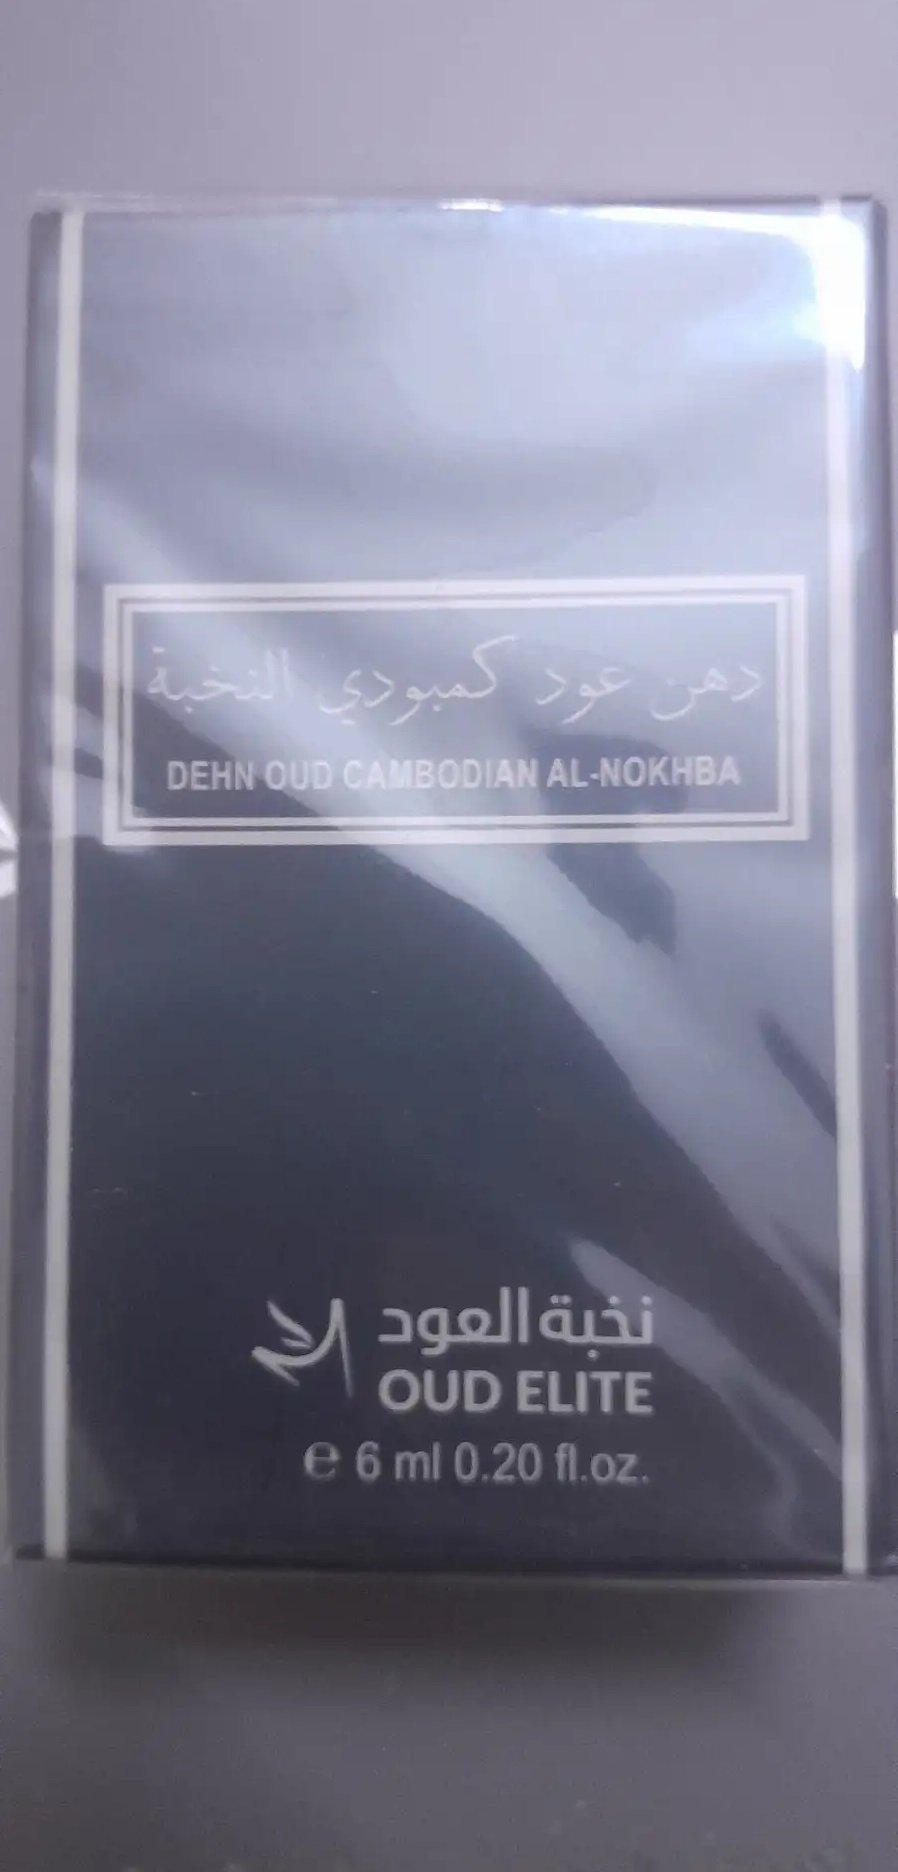 دهن عود كمبودي النخبة
DEHN OUD CAMBODIAN AL-NOKHBA
نخبة العود
OUD ELITE
℮ 6 ml 0.20 fl.oz.